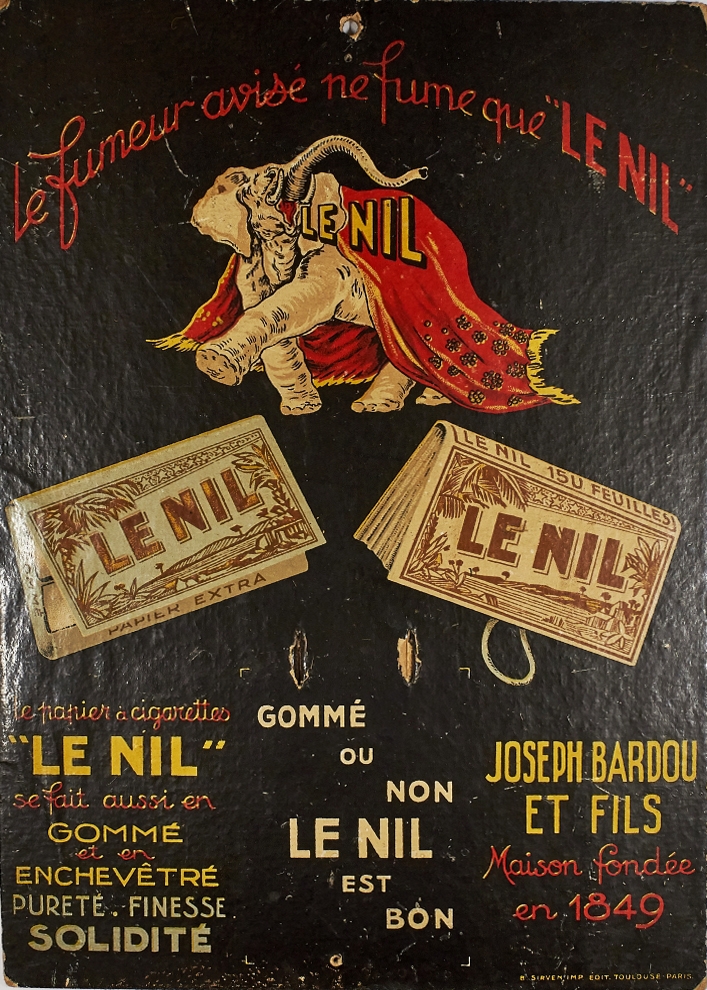 Le fumeur avisé ne fume que "LE NIL"
LE NIL
LE NIL
PAPIER EXTRA
LE NIL 150 FEUILLES
LE NIL
le papier à cigarettes
"LE NIL"
se fait aussi en
GOMMÉ
et en
ENCHEVÊTRÉ
PURETÉ.-FINESSE
SOLIDITÉ
GOMMÉ
OU
NON
LE NIL
EST
BON
JOSEPH BARDOU
ET FILS
Maison fondée
en 1849
Bd SIRVEN IMP. EDIT. TOULOUSE-PARIS.